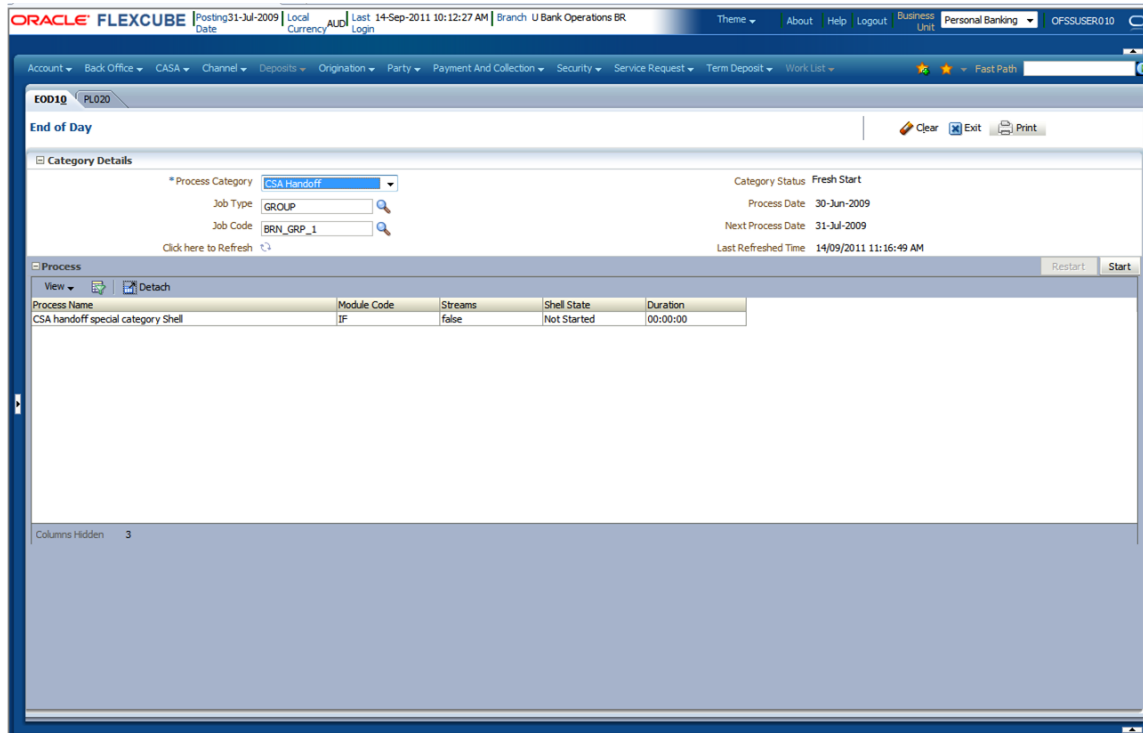 ORACLE FLEXCUBE Posting Date 31-Jul-2009 Local Currency AUD Last Login 14-Sep-2011 10:12:27 AM Branch U Bank Operations BR Theme About Help Logout Business Unit Personal Banking OFSSUSER010
Account Back Office CASA Channel Deposits Origination Party Payment And Collection Security Service Request Term Deposit Work List Fast Path
EOD10 PL020
End of Day Clear Exit Print
Category Details
* Process Category CSA Handoff Category Status Fresh Start
Job Type GROUP Process Date 30-Jun-2009
Job Code BRN_GRP_1 Next Process Date 31-Jul-2009
Click here to Refresh Last Refreshed Time 14/09/2011 11:16:49 AM
Process Restart Start
View Detach
Process Name Module Code Streams Shell State Duration
CSA handoff special category Shell IF false Not Started 00:00:00
Columns Hidden 3